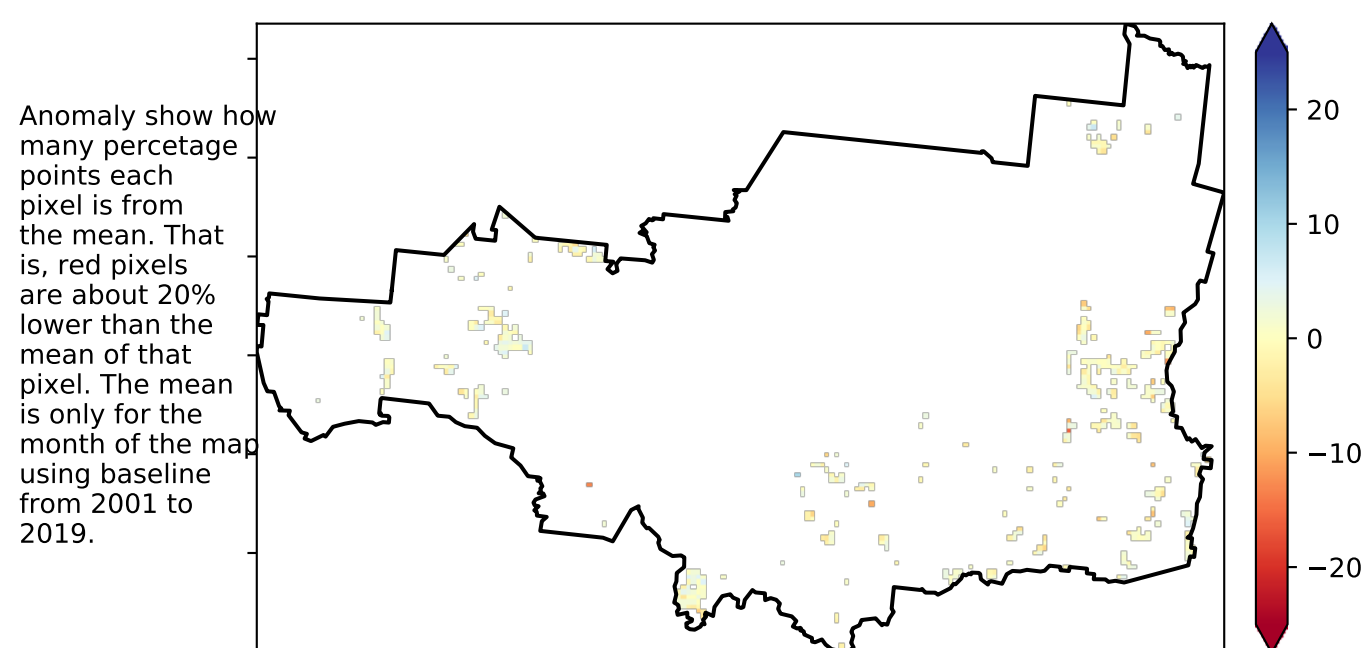 Anomaly show how
many percetage
points each
pixel is from
the mean. That
is, red pixels
are about 20%
lower than the
mean of that
pixel. The mean
is only for the
month of the map
using baseline
from 2001 to
2019.
20
10
0
−10
−20